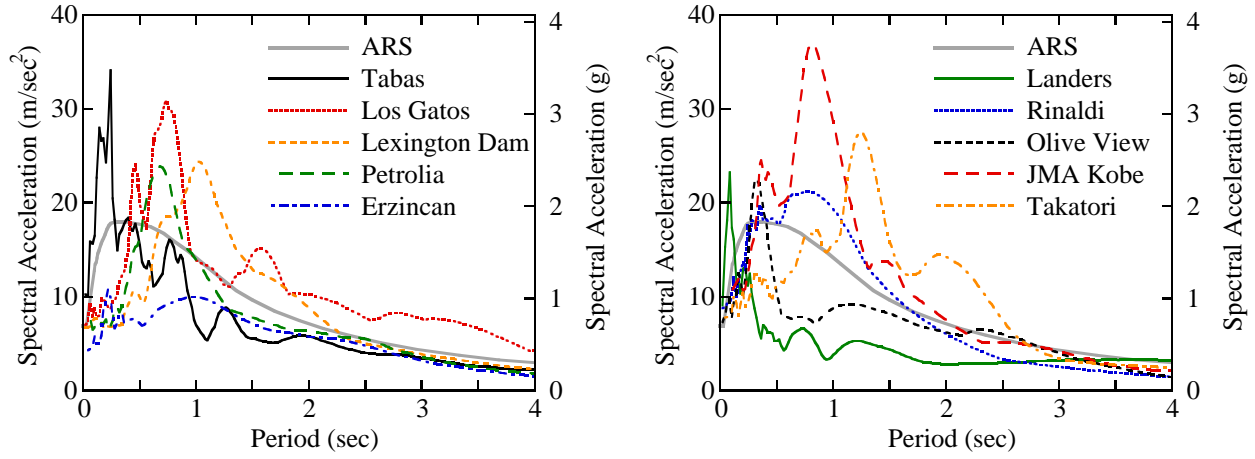 40
30
20
10
0
Spectral Acceleration (m/sec²)
ARS
Tabas
Los Gatos
Lexington Dam
Petrolia
Erzincan
4
3
2
1
0
Spectral Acceleration (g)
0 1 2 3 4
Period (sec)
40
30
20
10
0
Spectral Acceleration (m/sec²)
ARS
Landers
Rinaldi
Olive View
JMA Kobe
Takatori
4
3
2
1
0
Spectral Acceleration (g)
0 1 2 3 4
Period (sec)